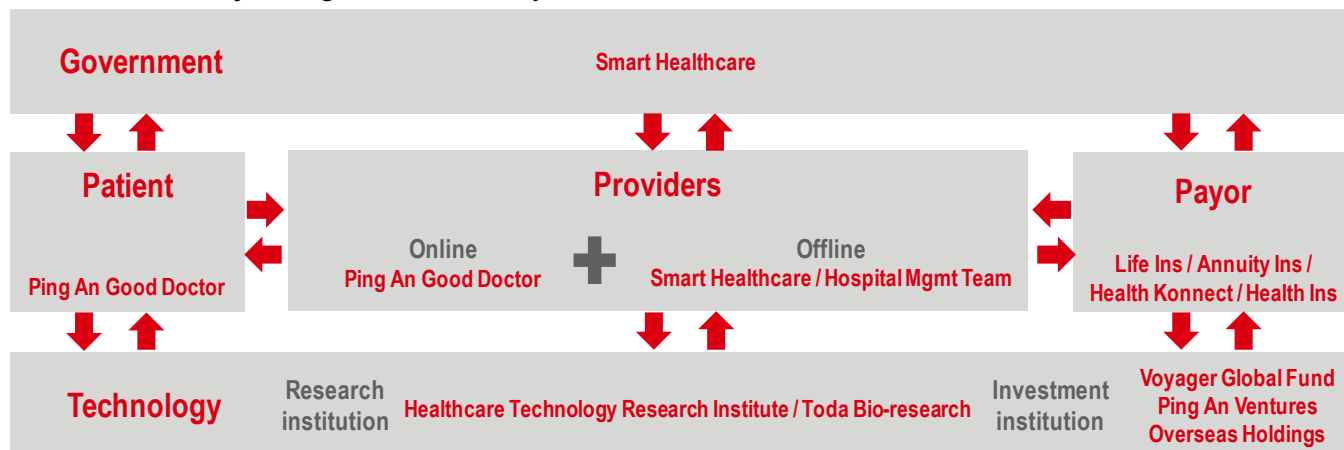 Government
Smart Healthcare
Patient
Ping An Good Doctor
Providers
Online
Ping An Good Doctor
Offline
Smart Healthcare / Hospital Mgmt Team
Payor
Life Ins / Annuity Ins /
Health Konnect / Health Ins
Technology
Research
institution
Healthcare Technology Research Institute / Toda Bio-research
Investment
institution
Voyager Global Fund
Ping An Ventures
Overseas Holdings